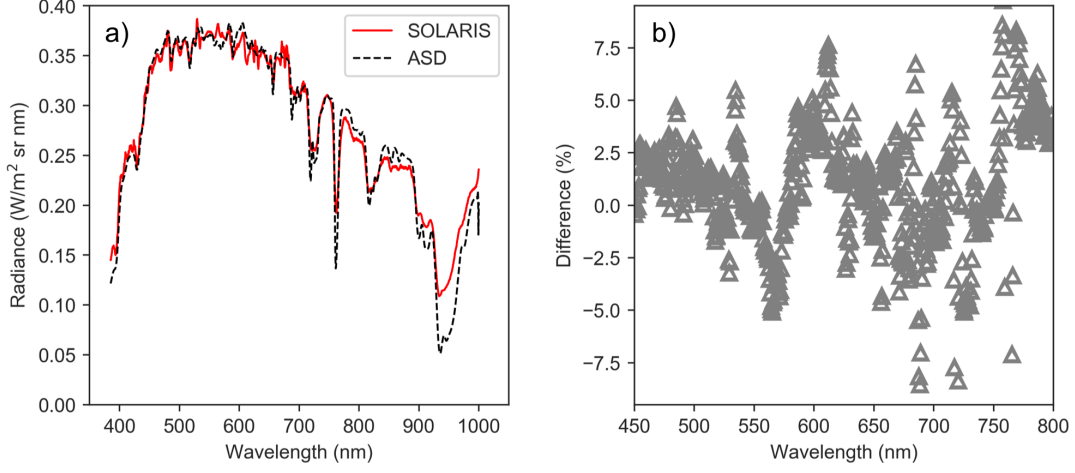 a)
SOLARIS
ASD
Radiance (W/m² sr nm)
0.40
0.35
0.30
0.25
0.20
0.15
0.10
0.05
0.00
400 500 600 700 800 900 1000
Wavelength (nm)
b)
Difference (%)
7.5
5.0
2.5
0.0
−2.5
−5.0
−7.5
450 500 550 600 650 700 750 800
Wavelength (nm)